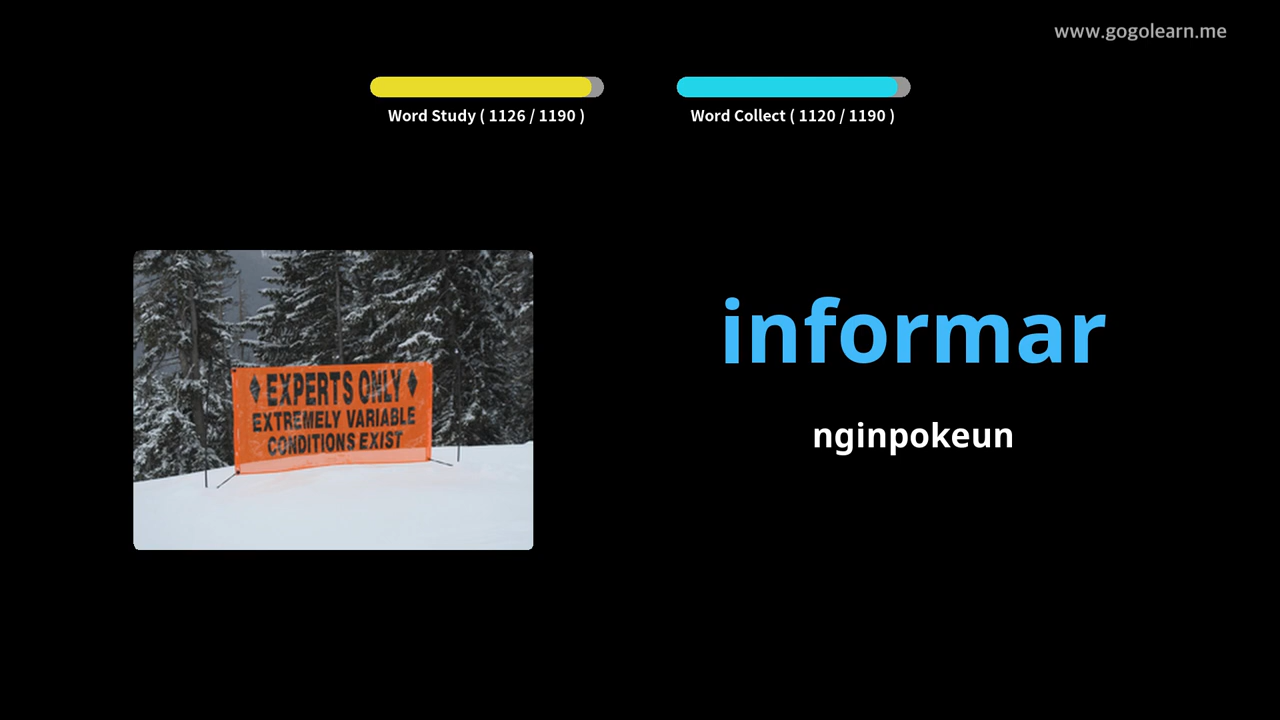 www.gogolearn.me
Word Study ( 1126 / 1190 )
Word Collect ( 1120 / 1190 )
EXPERTS ONLY
EXTREMELY VARIABLE
CONDITIONS EXIST
informar
nginpokeun